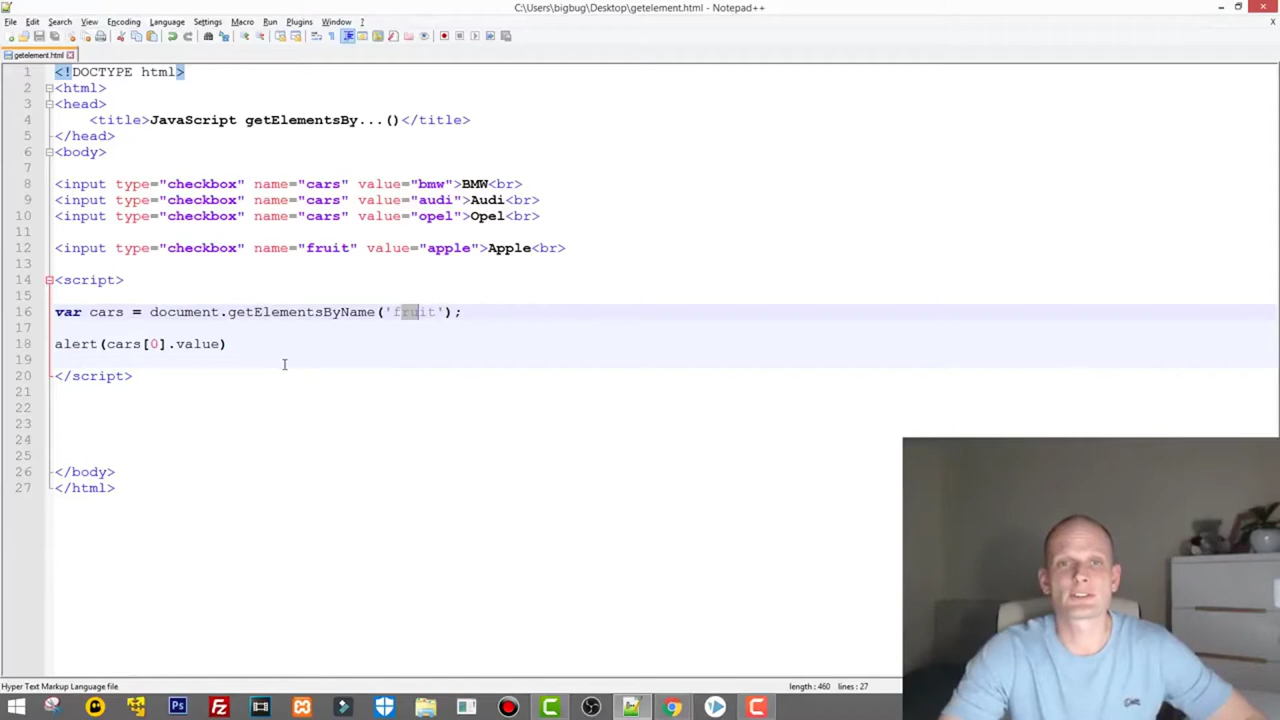 C:\Users\bigbug\Desktop\getelement.html - Notepad++
File Edit Search View Encoding Language Settings Macro Run Plugins Window ?
getelement.html
1 <!DOCTYPE html>
2 <html>
3 <head>
4 <title>JavaScript getElementsBy...()</title>
5 </head>
6 <body>
7
8 <input type="checkbox" name="cars" value="bmw">BMW<br>
9 <input type="checkbox" name="cars" value="audi">Audi<br>
10 <input type="checkbox" name="cars" value="opel">Opel<br>
11
12 <input type="checkbox" name="fruit" value="apple">Apple<br>
13
14 <script>
15
16 var cars = document.getElementsByName('fruit');
17
18 alert(cars[0].value)
19
20 </script>
21
22
23
24
25
26 </body>
27 </html>
Hyper Text Markup Language file
length : 460 lines : 27
Ps
Fz